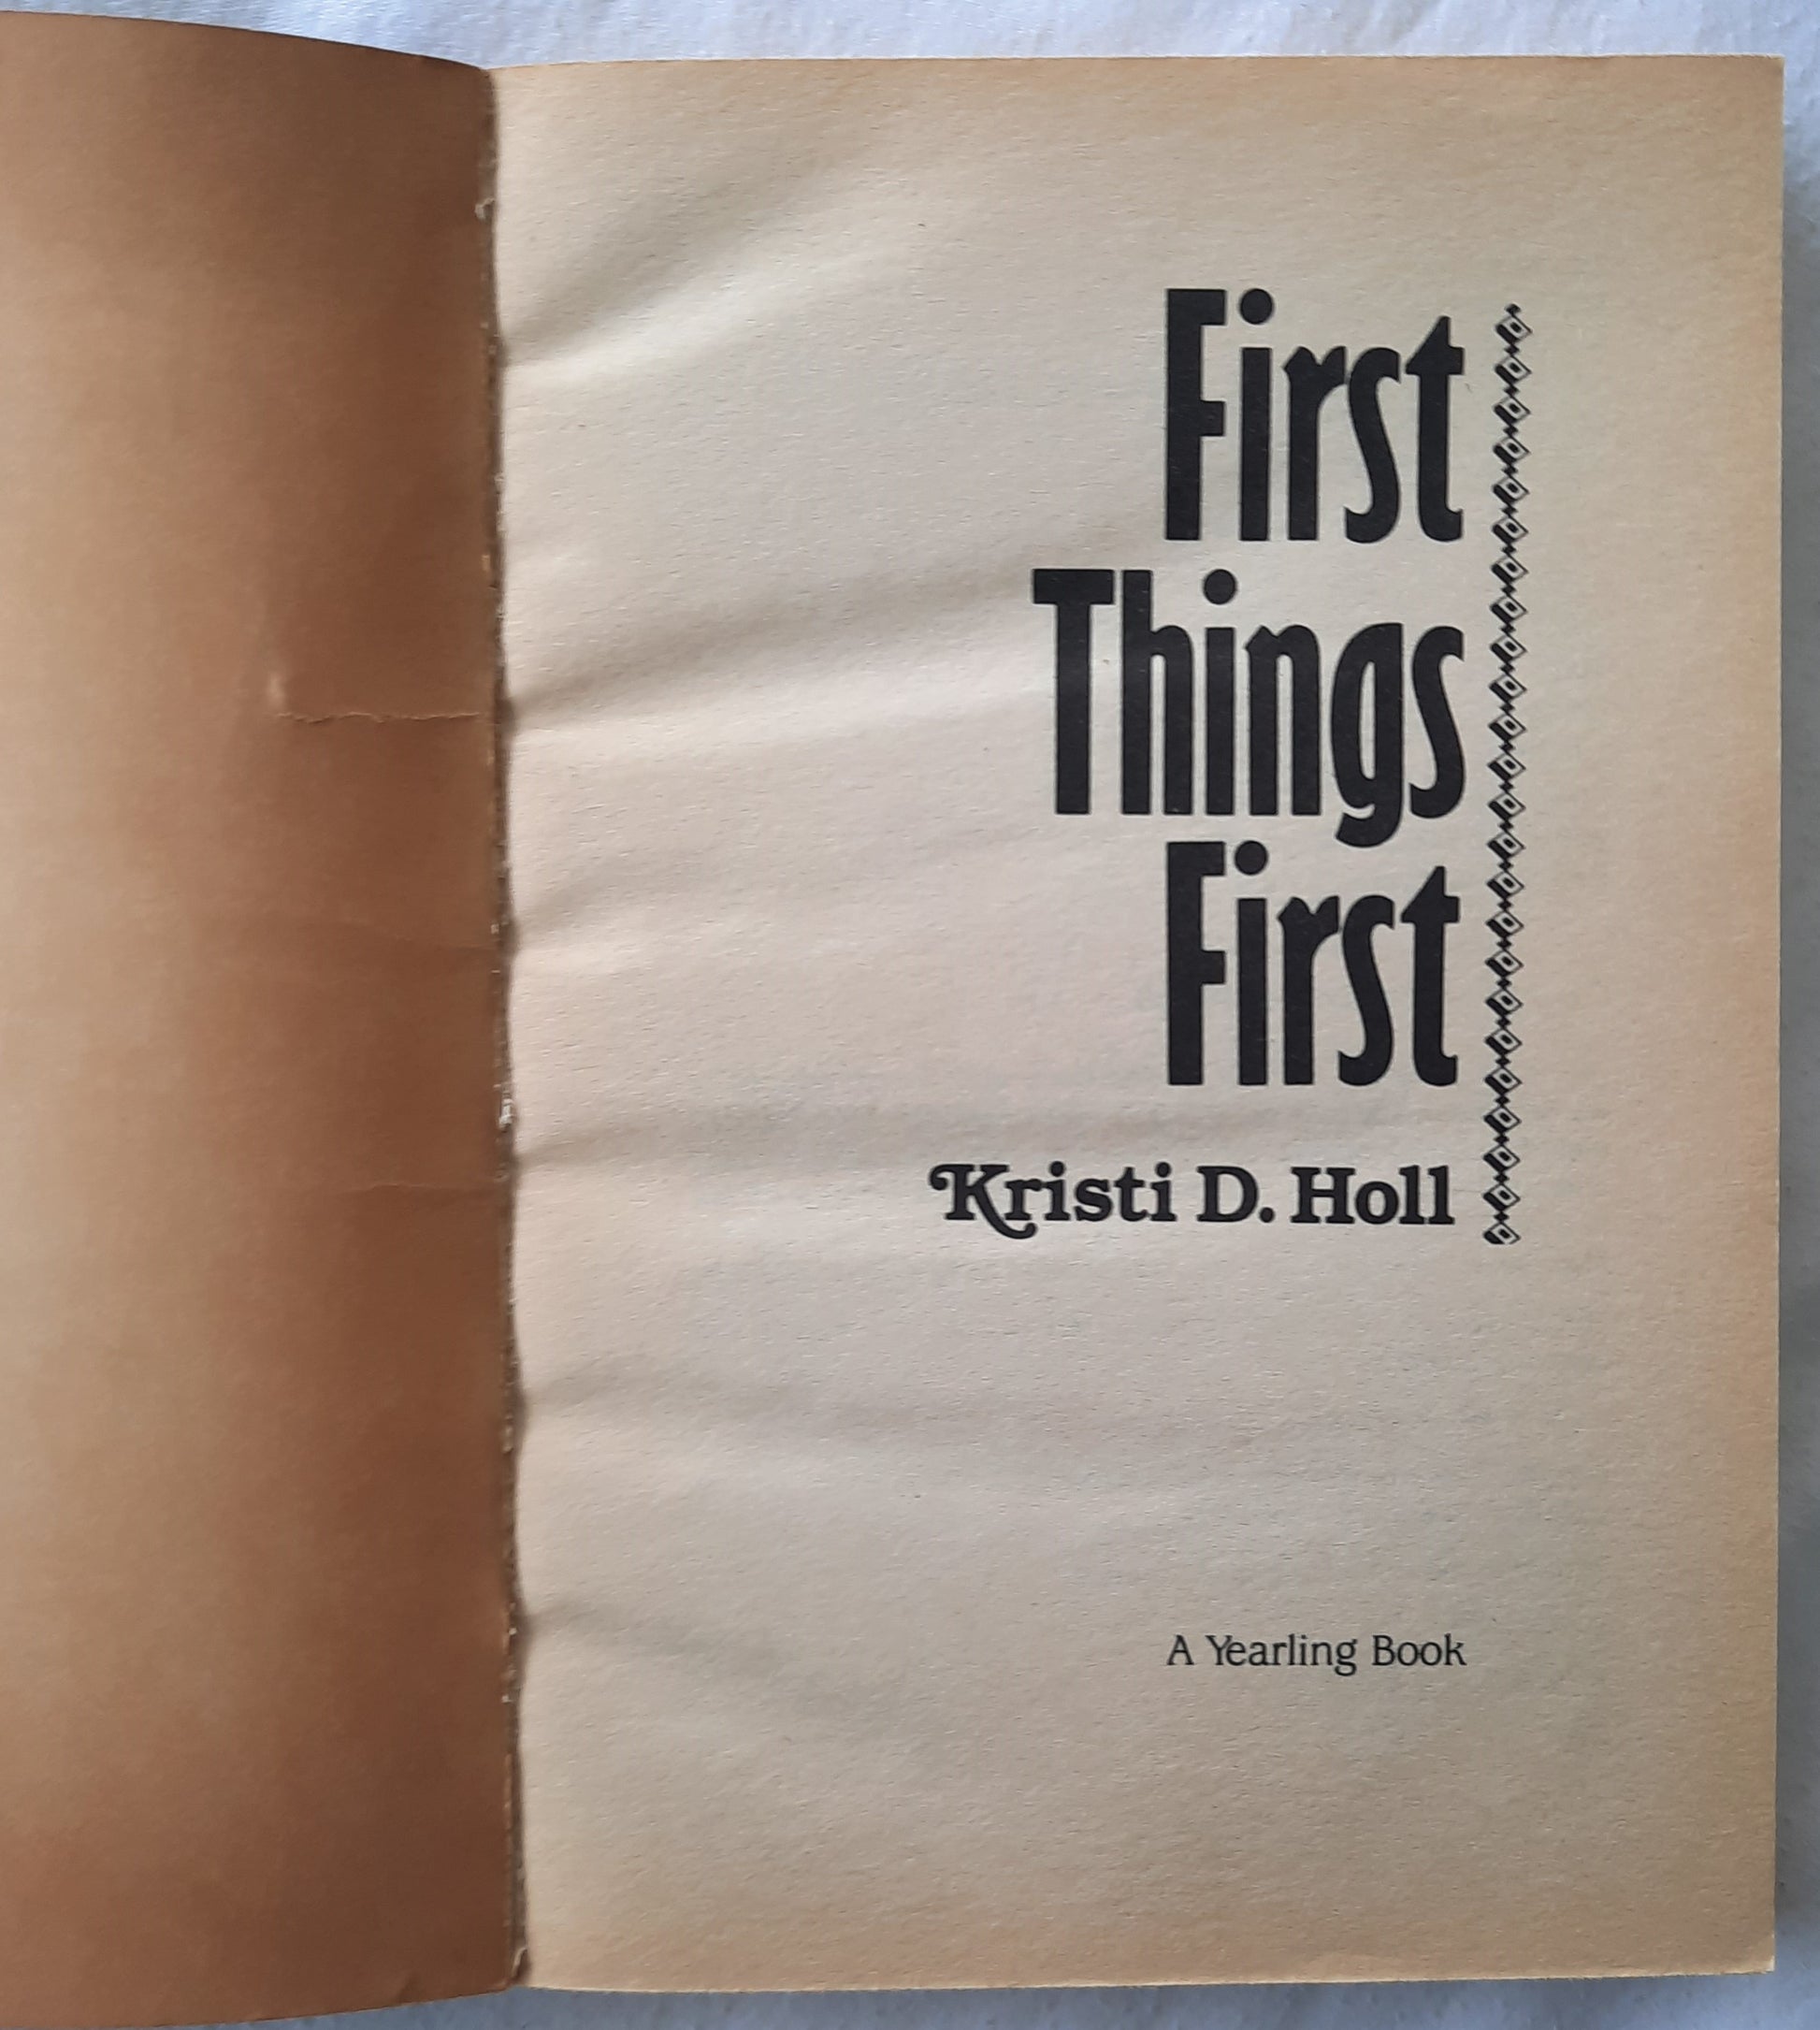 First
Things
First
Kristi D. Holl
A Yearling Book